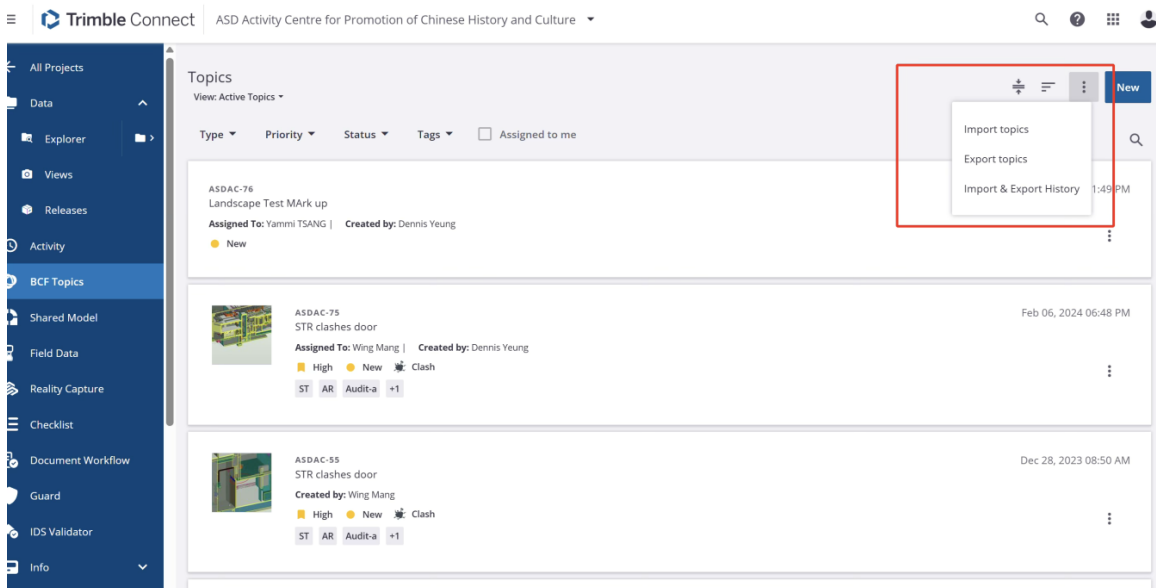 Trimble Connect
ASD Activity Centre for Promotion of Chinese History and Culture
All Projects
Data
Explorer
Views
Releases
Activity
BCF Topics
Shared Model
Field Data
Reality Capture
Checklist
Document Workflow
Guard
IDS Validator
Info
Topics
View: Active Topics
New
Type
Priority
Status
Tags
Assigned to me
Import topics
Export topics
Import & Export History
1:49 PM
ASDAC-76
Landscape Test MArk up
Assigned To: Yammi TSANG | Created by: Dennis Yeung
New
ASDAC-75
Feb 06, 2024 06:48 PM
STR clashes door
Assigned To: Wing Mang | Created by: Dennis Yeung
High New Clash
ST AR Audit-a +1
ASDAC-55
Dec 28, 2023 08:50 AM
STR clashes door
Created by: Wing Mang
High New Clash
ST AR Audit-a +1